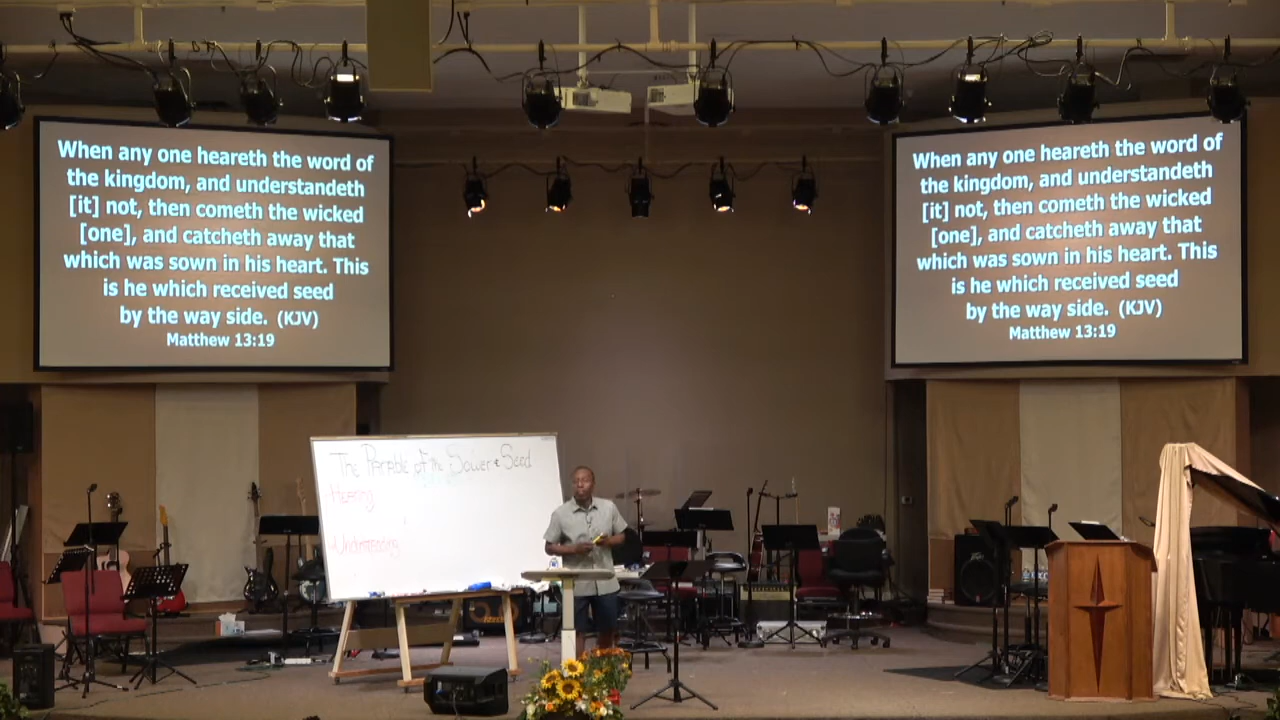 When any one heareth the word of
the kingdom, and understandeth
[it] not, then cometh the wicked
[one], and catcheth away that
which was sown in his heart. This
is he which received seed
by the way side. (KJV)
Matthew 13:19
When any one heareth the word of
the kingdom, and understandeth
[it] not, then cometh the wicked
[one], and catcheth away that
which was sown in his heart. This
is he which received seed
by the way side. (KJV)
Matthew 13:19
The Parable of the Sower & Seed
Hearing
Understanding
PEAVEY